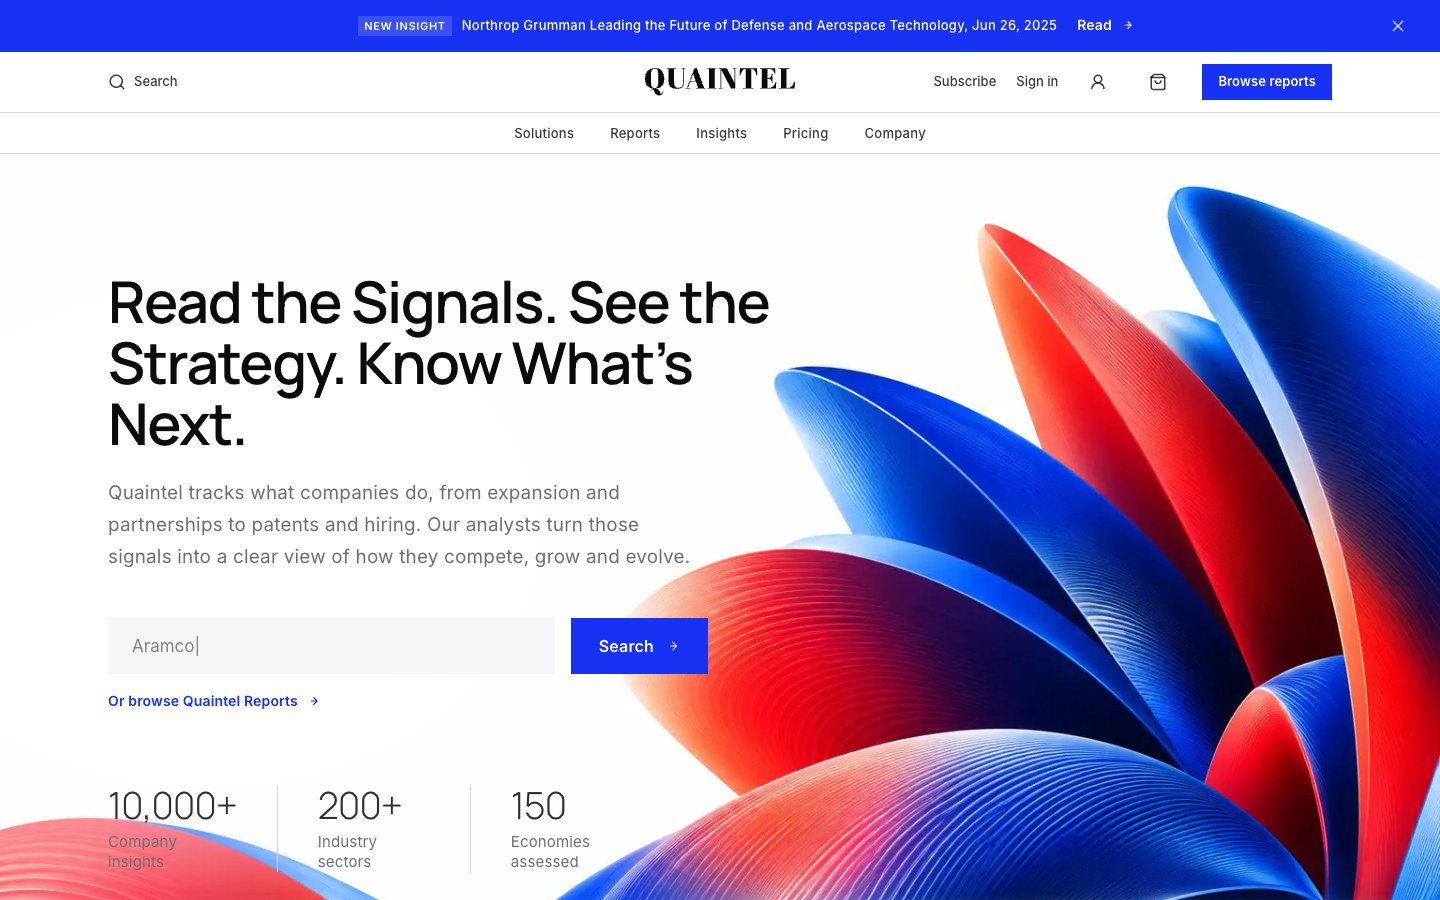 NEW INSIGHT Northrop Grumman Leading the Future of Defense and Aerospace Technology, Jun 26, 2025 Read
Search
QUAINTEL
Subscribe Sign in Browse reports
Solutions Reports Insights Pricing Company
Read the Signals. See the
Strategy. Know What’s
Next.
Quaintel tracks what companies do, from expansion and
partnerships to patents and hiring. Our analysts turn those
signals into a clear view of how they compete, grow and evolve.
Aramco|
Search
Or browse Quaintel Reports
10,000+
Company
insights
200+
Industry
sectors
150
Economies
assessed